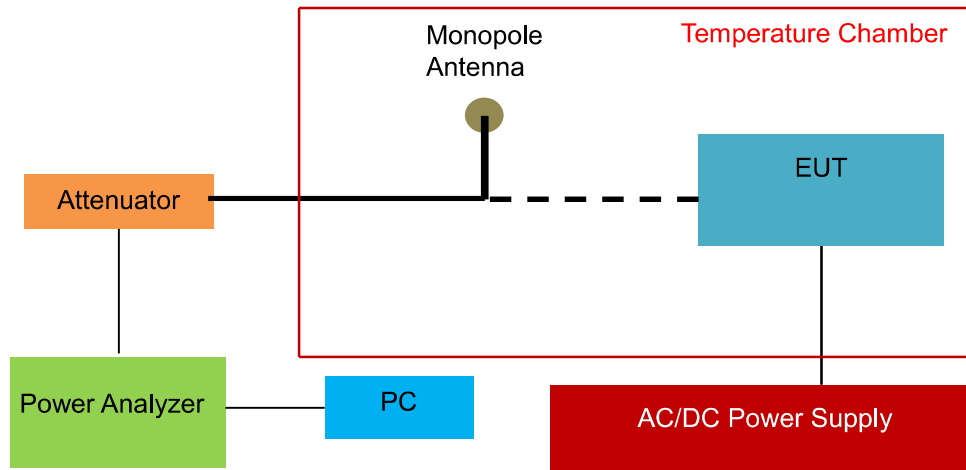 Temperature Chamber
Monopole
Antenna
EUT
Attenuator
Power Analyzer
PC
AC/DC Power Supply